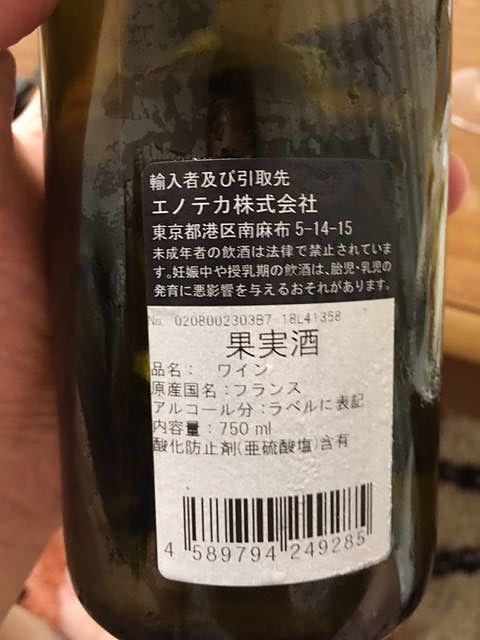 輸入者及び引取先
エノテカ株式会社
東京都港区南麻布 5-14-15
未成年者の飲酒は法律で禁止されていま
す。妊娠中や授乳期の飲酒は、胎児・乳児の
発育に悪影響を与えるおそれがあります。
No. 0208002303B7 18L41358
果実酒
品名： ワイン
原産国名：フランス
アルコール分：ラベルに表記
内容量：750 ml
酸化防止剤(亜硫酸塩)含有
4 589794 249285